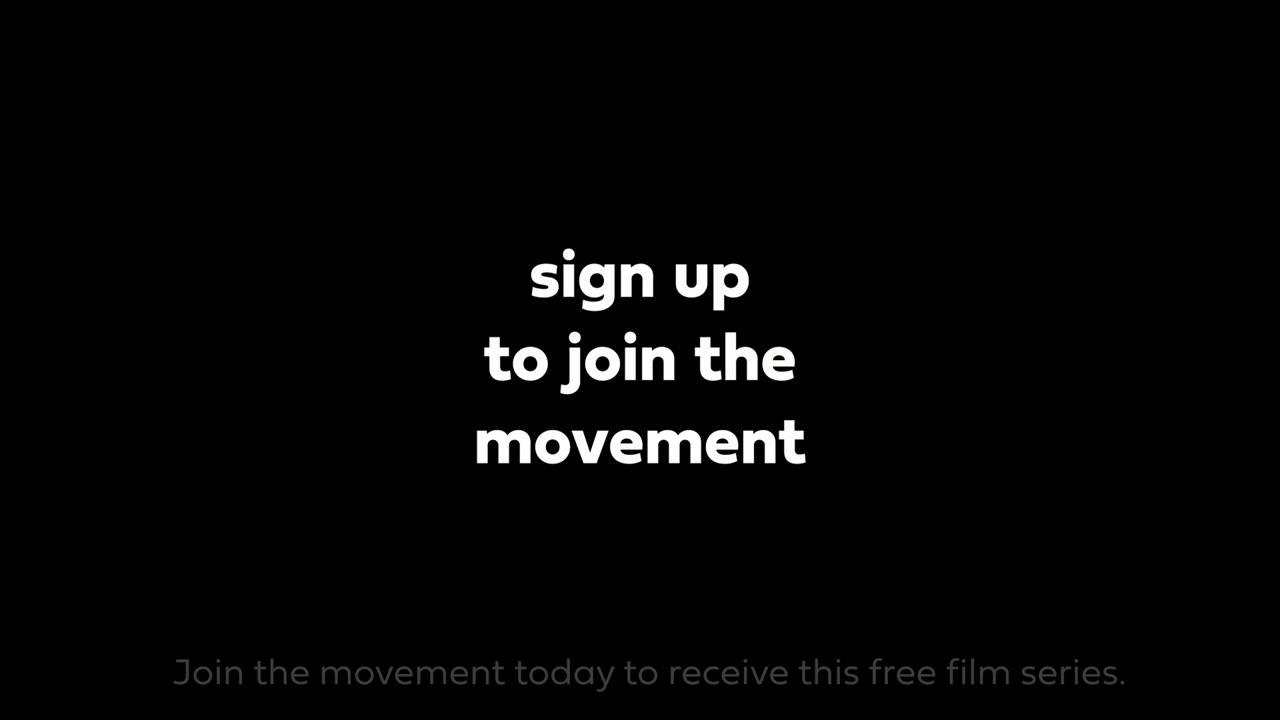 sign up
to join the
movement
Join the movement today to receive this free film series.